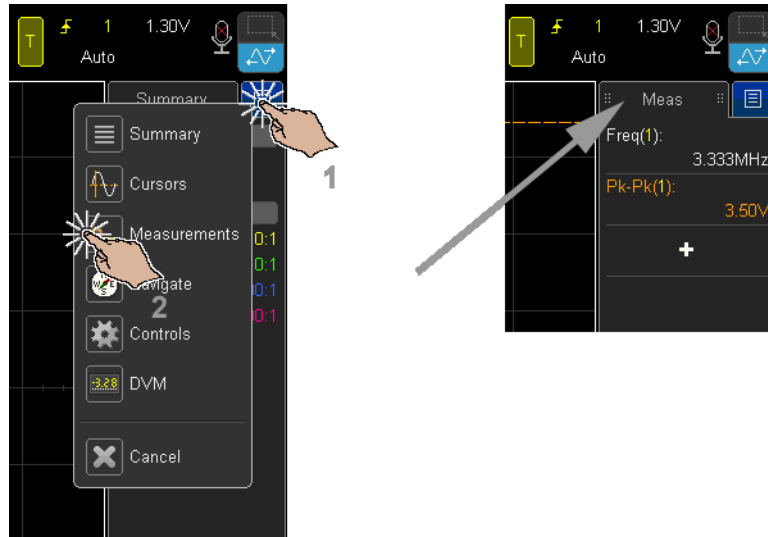 T 1 1.30V
Auto
Summary
Summary
Cursors
1
Measurements
0:1
0:1
Navigate
0:1
2
0:1
Controls
-3.28 DVM
Cancel
T 1 1.30V
Auto
Meas
Freq(1):
3.333MHz
Pk-Pk(1):
3.50V
+